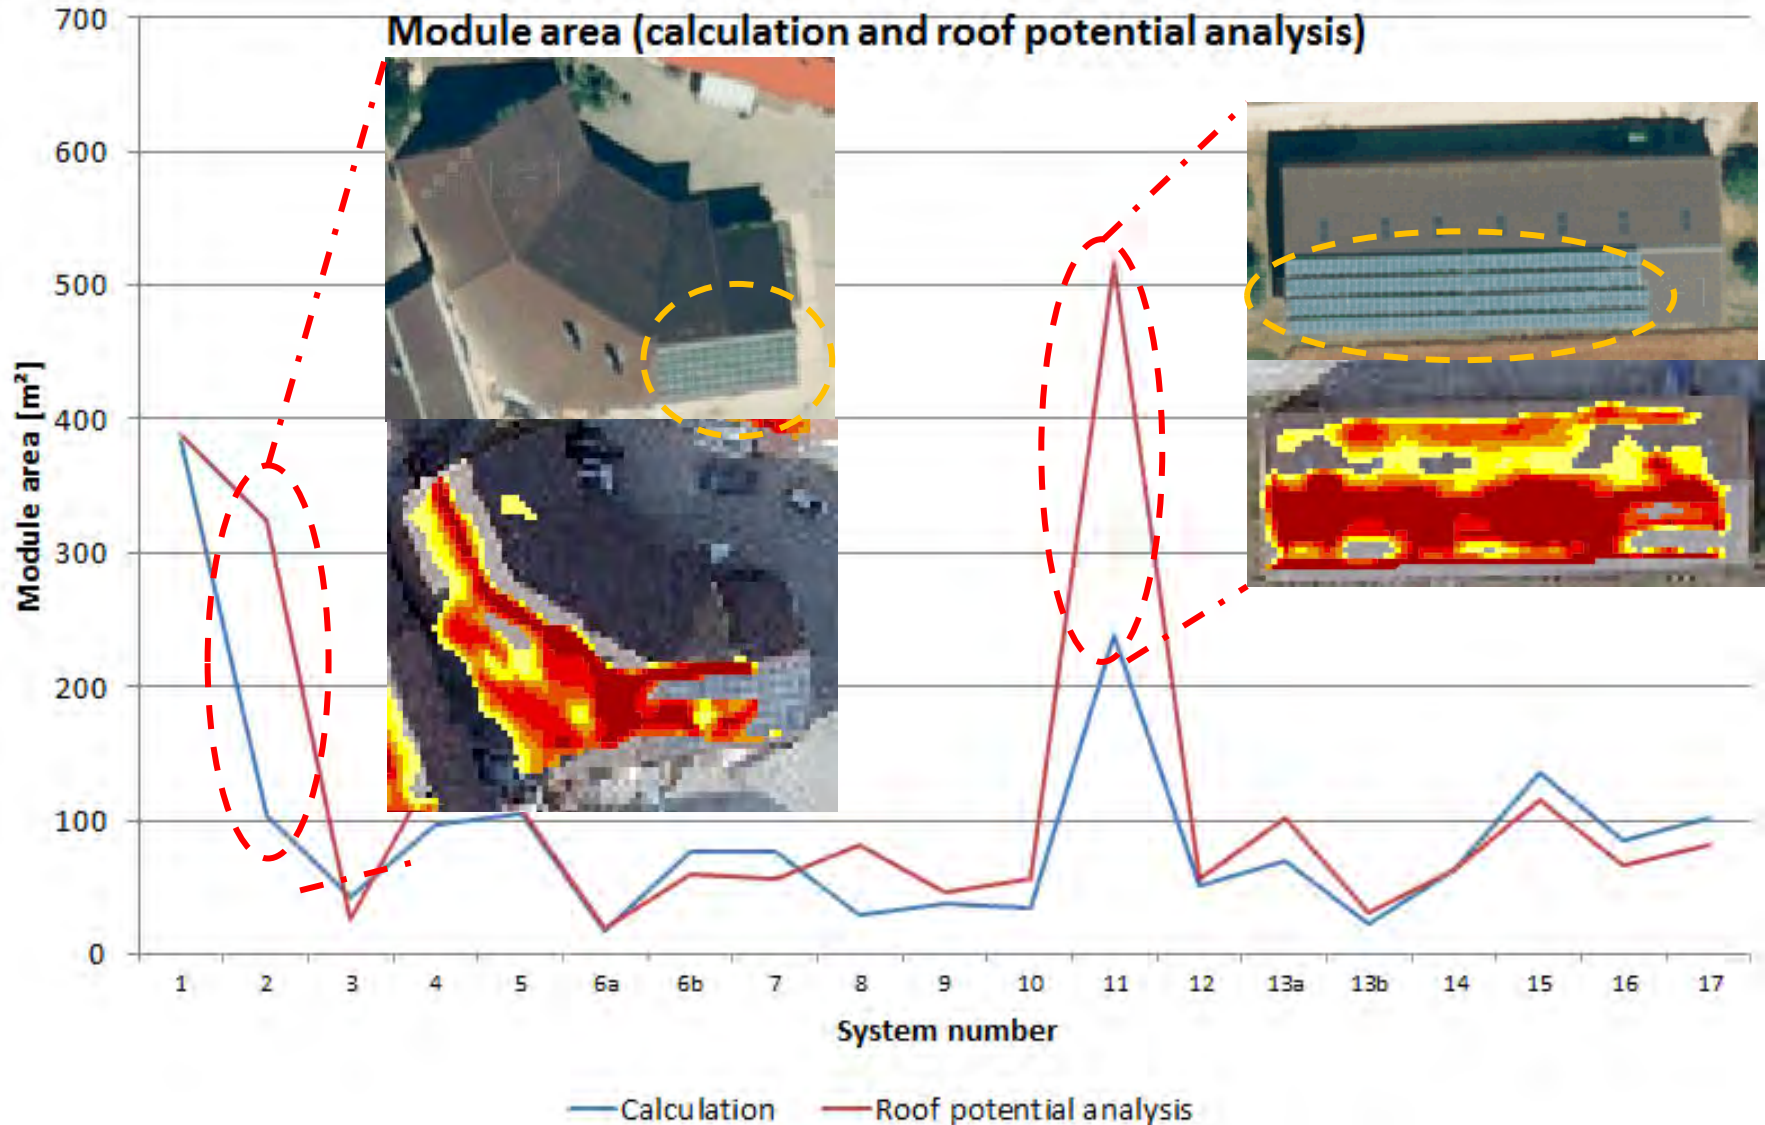 Module area (calculation and roof potential analysis)
700
600
500
400
300
200
100
0
Module area [m²]
1 2 3 4 5 6a 6b 7 8 9 10 11 12 13a 13b 14 15 16 17
System number
Calculation Roof potential analysis